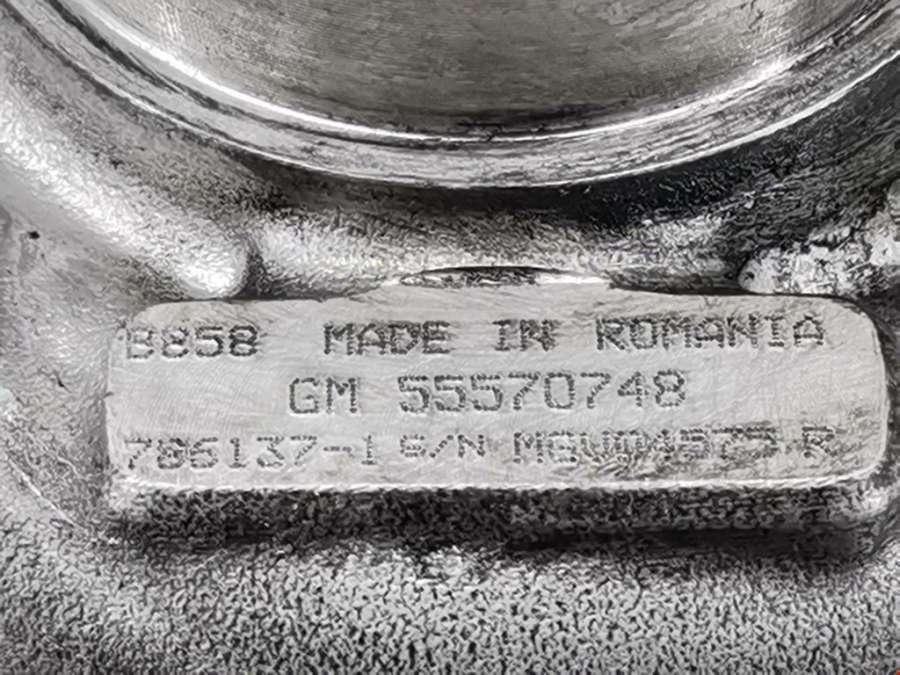 B858 MADE IN ROMANIA
GM 55570748
786137-1 S/N R